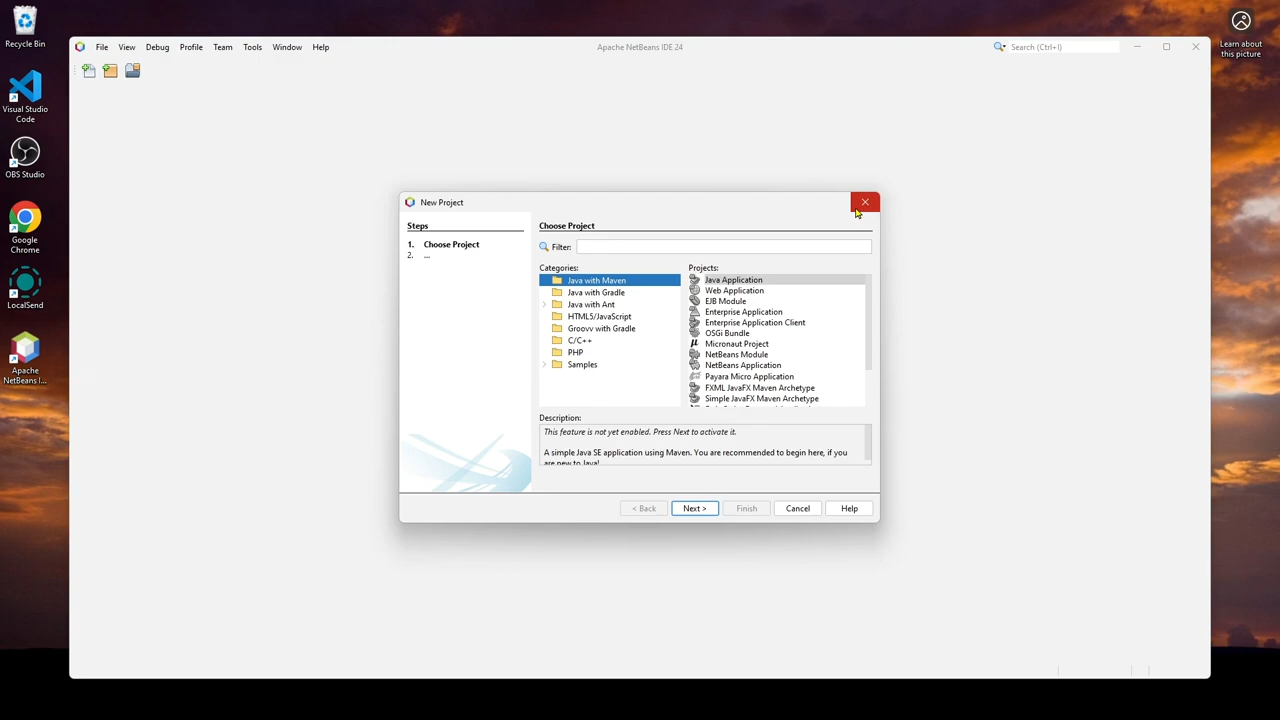 Recycle Bin
Visual Studio
Code
OBS Studio
Google
Chrome
LocalSend
Apache
NetBeans I...
Learn about
this picture
File View Debug Profile Team Tools Window Help
Apache NetBeans IDE 24
Search (Ctrl+I)
New Project
Steps
1. Choose Project
2. ...
Choose Project
Filter:
Categories:
Java with Maven
Java with Gradle
Java with Ant
HTML5/JavaScript
Groovy with Gradle
C/C++
PHP
Samples
Projects:
Java Application
Web Application
EJB Module
Enterprise Application
Enterprise Application Client
OSGi Bundle
Micronaut Project
NetBeans Module
NetBeans Application
Payara Micro Application
FXML JavaFX Maven Archetype
Simple JavaFX Maven Archetype
Description:
This feature is not yet enabled. Press Next to activate it.
A simple Java SE application using Maven. You are recommended to begin here, if you
are new to Java!
< Back Next > Finish Cancel Help